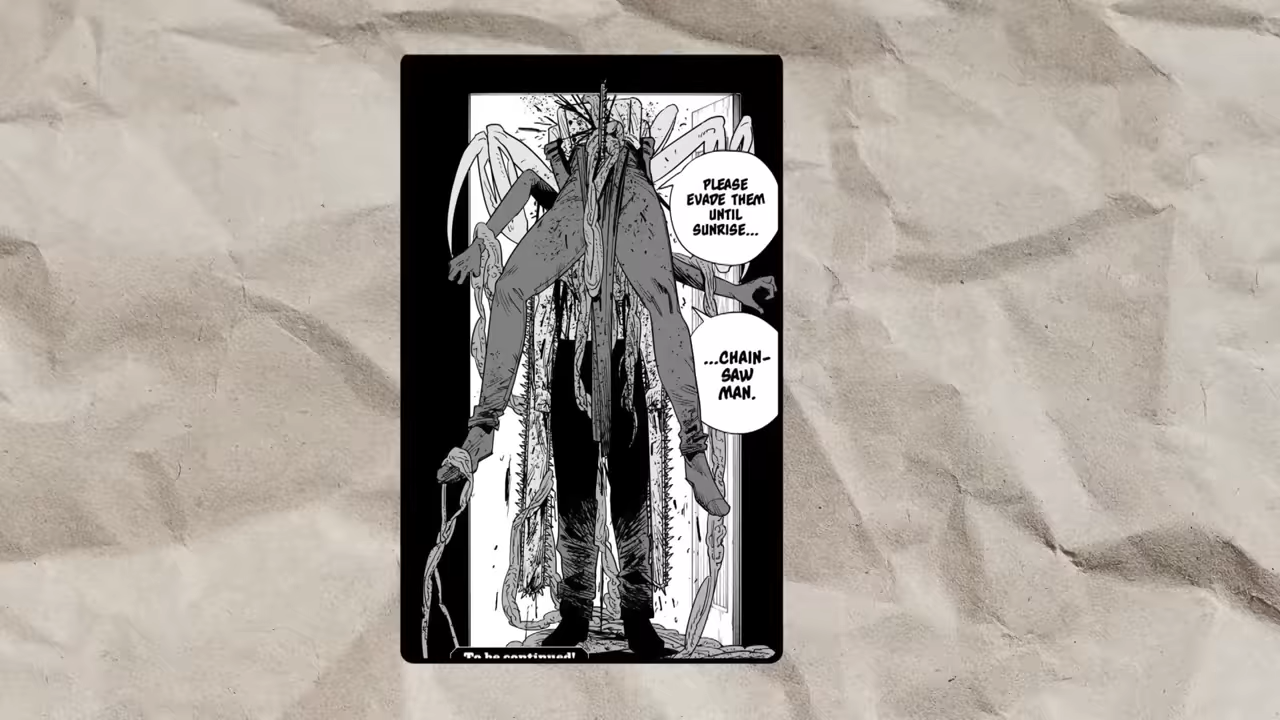 PLEASE
EVADE THEM
UNTIL
SUNRISE...
...CHAIN-
SAW
MAN.
To be continued!